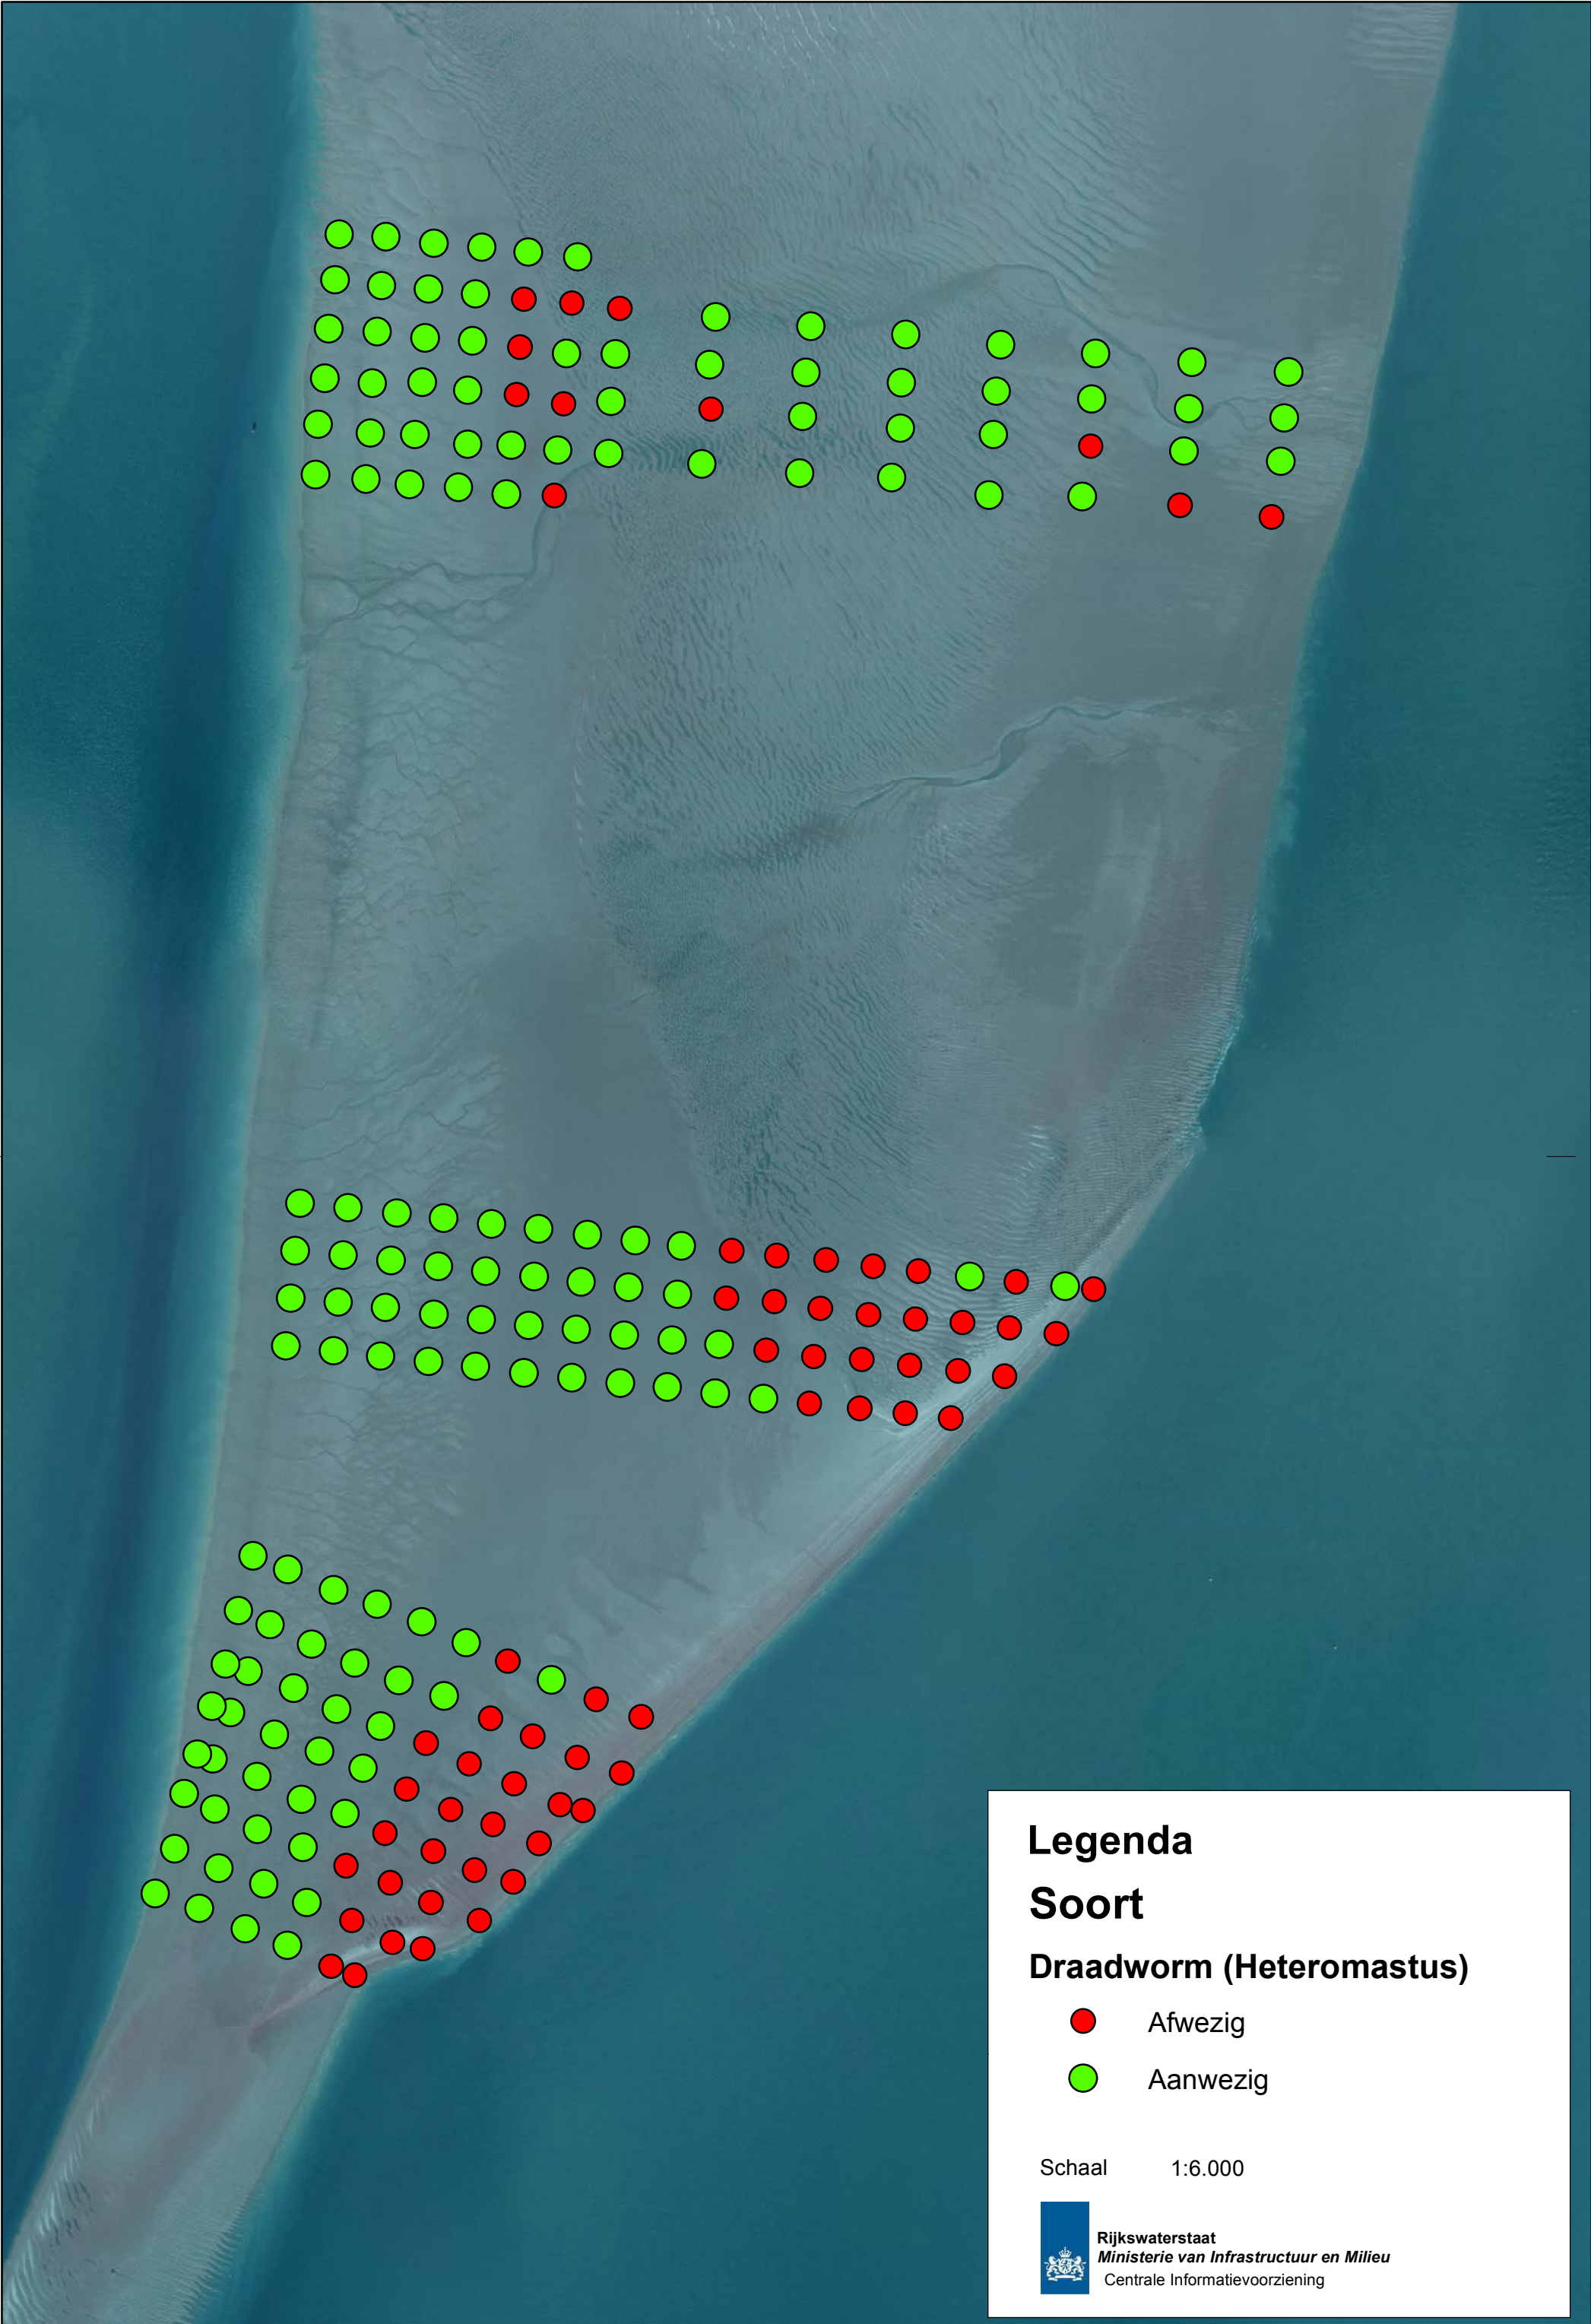 Legenda
Soort
Draadworm (Heteromastus)
Afwezig
Aanwezig
Schaal 1:6.000
Rijkswaterstaat
Ministerie van Infrastructuur en Milieu
Centrale Informatievoorziening